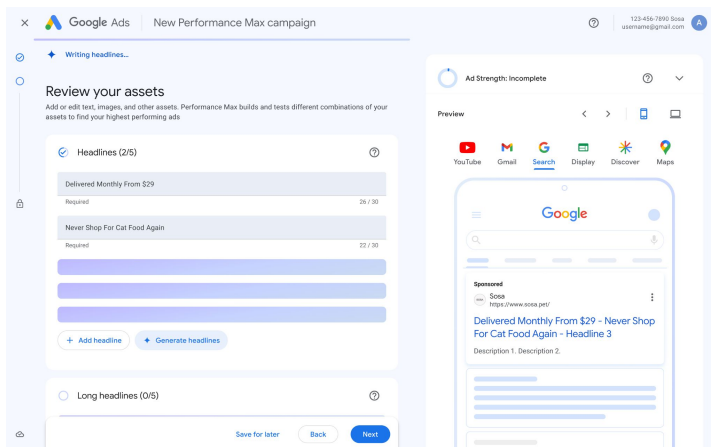 Google Ads
New Performance Max campaign
123-456-7890 Sosa
username@gmail.com
A
Writing headlines...
Review your assets
Add or edit text, images, and other assets. Performance Max builds and tests different combinations of your
assets to find your highest performing ads
Headlines (2/5)
Delivered Monthly From $29
Required
26 / 30
Never Shop For Cat Food Again
Required
22 / 30
+ Add headline
Generate headlines
Long headlines (0/5)
Save for later
Back
Next
Ad Strength: Incomplete
Preview
YouTube
Gmail
Search
Display
Discover
Maps
Google
Sponsored
Sosa
https://www.sosa.pet/
Delivered Monthly From $29 - Never Shop
For Cat Food Again - Headline 3
Description 1. Description 2.